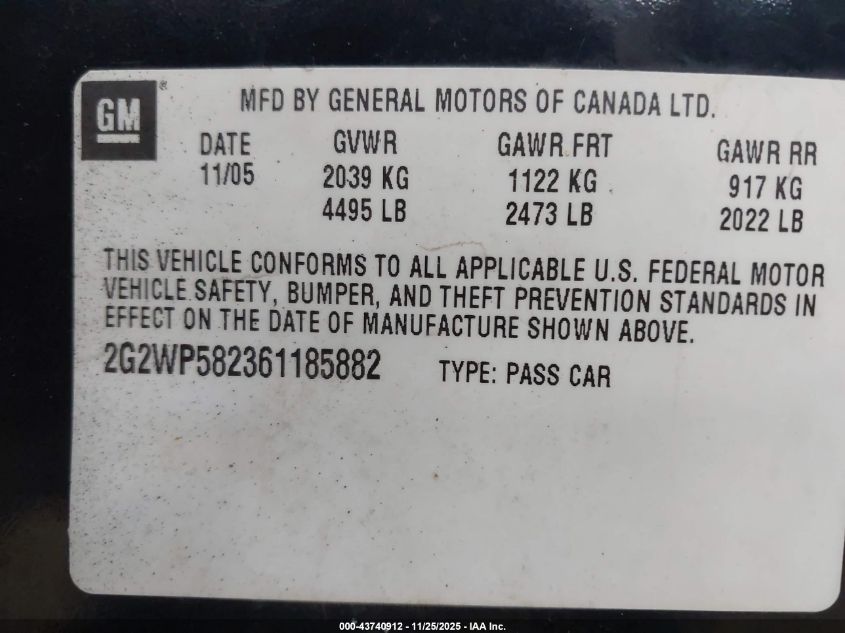 GM®
MFD BY GENERAL MOTORS OF CANADA LTD.
DATE GVWR GAWR FRT GAWR RR
11/05 2039 KG 1122 KG 917 KG
4495 LB 2473 LB 2022 LB
THIS VEHICLE CONFORMS TO ALL APPLICABLE U.S. FEDERAL MOTOR
VEHICLE SAFETY, BUMPER, AND THEFT PREVENTION STANDARDS IN
EFFECT ON THE DATE OF MANUFACTURE SHOWN ABOVE.
2G2WP582361185882 TYPE: PASS CAR
000-43740912 - 11/25/2025 - IAA Inc.